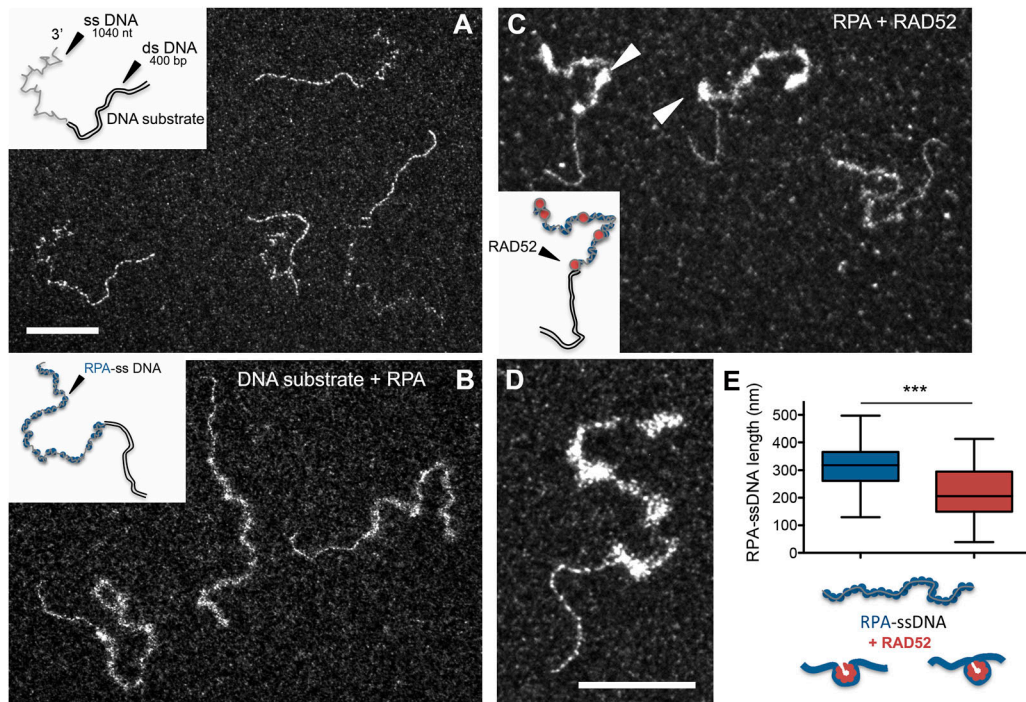 A
3'
ss DNA
1040 nt
ds DNA
400 bp
DNA substrate
C
RPA + RAD52
RAD52
B
DNA substrate + RPA
RPA-ss DNA
D
E
RPA-ssDNA length (nm)
500
400
300
200
100
0
***
RPA-ssDNA
+ RAD52